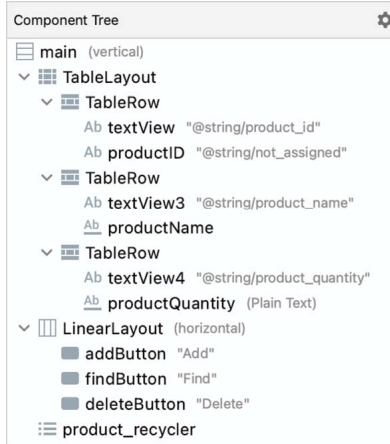 Component Tree
main (vertical)
TableLayout
TableRow
Ab textView "@string/product_id"
Ab productID "@string/not_assigned"
TableRow
Ab textView3 "@string/product_name"
Ab productName
TableRow
Ab textView4 "@string/product_quantity"
Ab productQuantity (Plain Text)
LinearLayout (horizontal)
addButton "Add"
findButton "Find"
deleteButton "Delete"
product_recycler